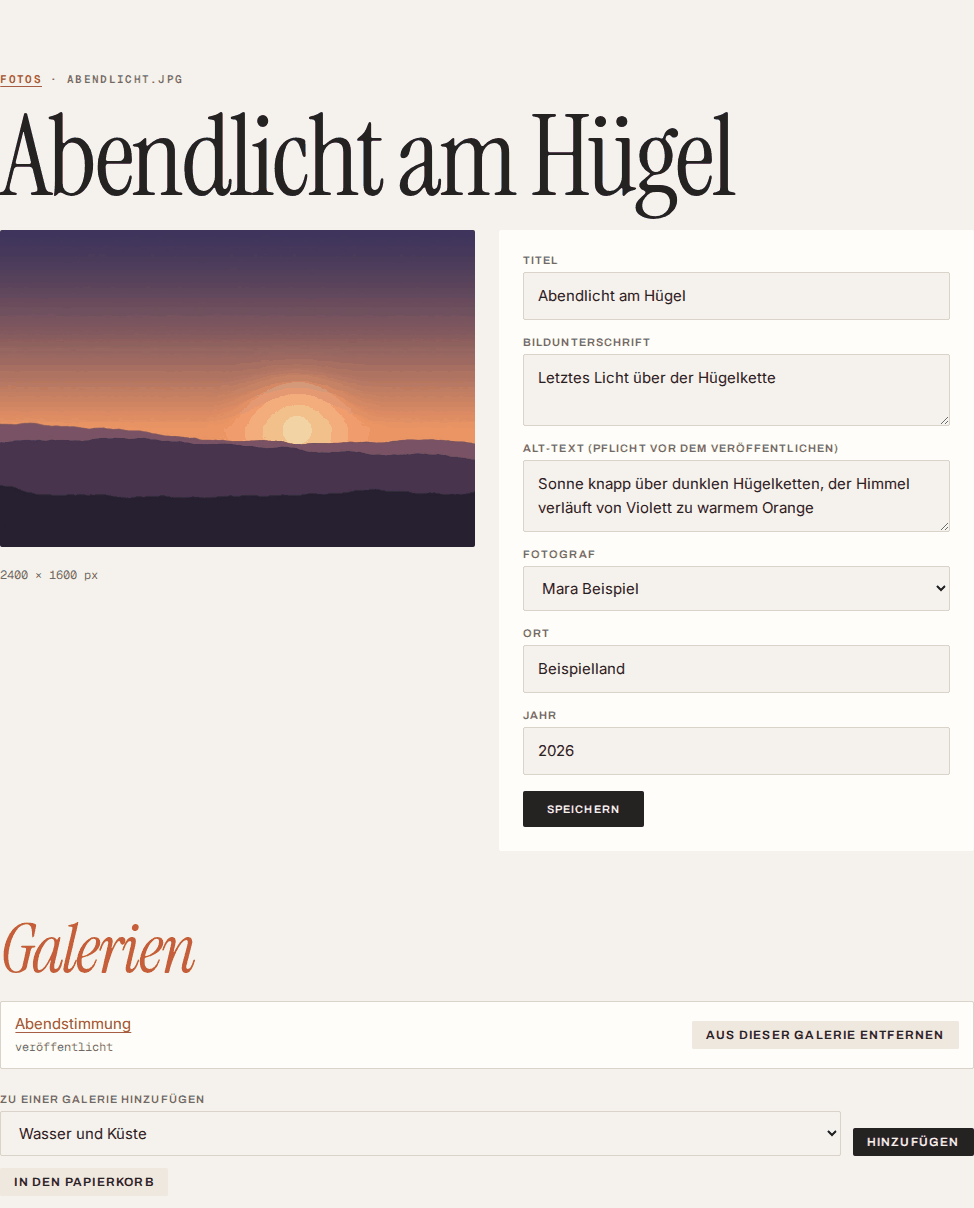 FOTOS · ABENDLICHT.JPG
Abendlicht am Hügel
2400 × 1600 px
TITEL
Abendlicht am Hügel
BILDUNTERSCHRIFT
Letztes Licht über der Hügelkette
ALT-TEXT (PFLICHT VOR DEM VERÖFFENTLICHEN)
Sonne knapp über dunklen Hügelketten, der Himmel
verläuft von Violett zu warmem Orange
FOTOGRAF
Mara Beispiel
ORT
Beispielland
JAHR
2026
SPEICHERN
Galerien
Abendstimmung
veröffentlicht
AUS DIESER GALERIE ENTFERNEN
ZU EINER GALERIE HINZUFÜGEN
Wasser und Küste
HINZUFÜGEN
IN DEN PAPIERKORB